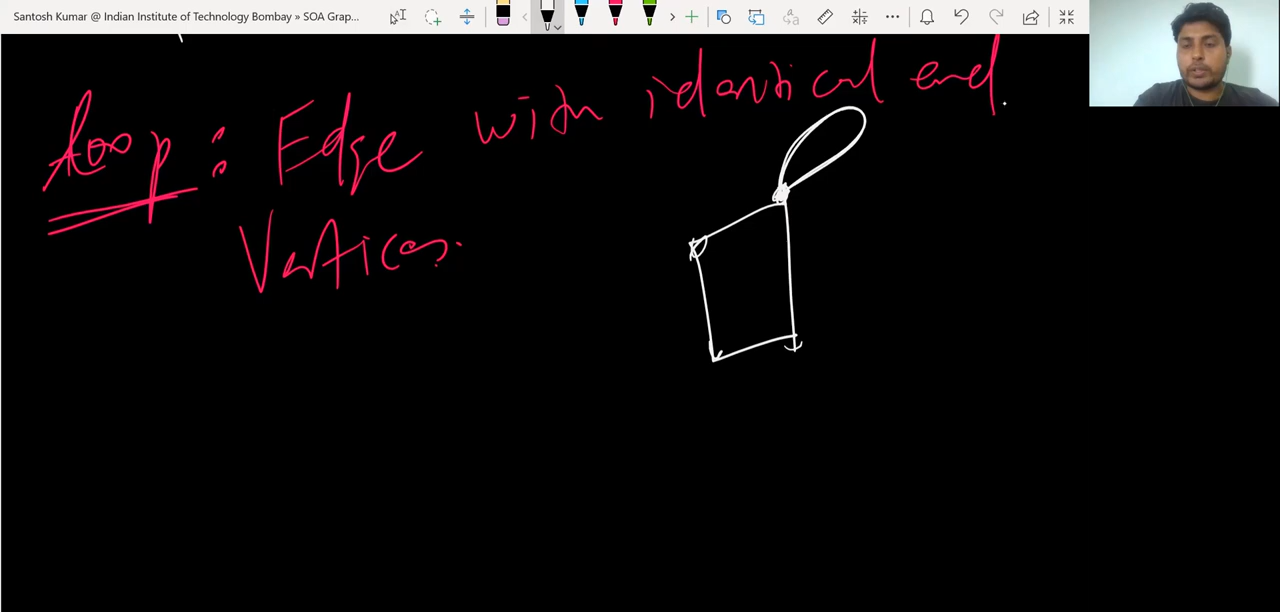 Santosh Kumar @ Indian Institute of Technology Bombay » SOA Grap...
Loop : Edge with identical end
Vertices.